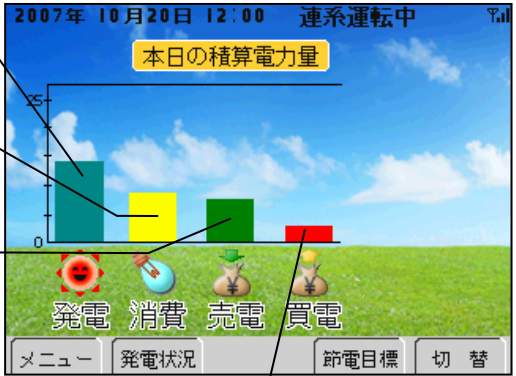 2007年 10月20日 12:00 連系運転中
本日の積算電力量
25
0
発電 消費 売電 買電
メニュー 発電状況 節電目標 切 替